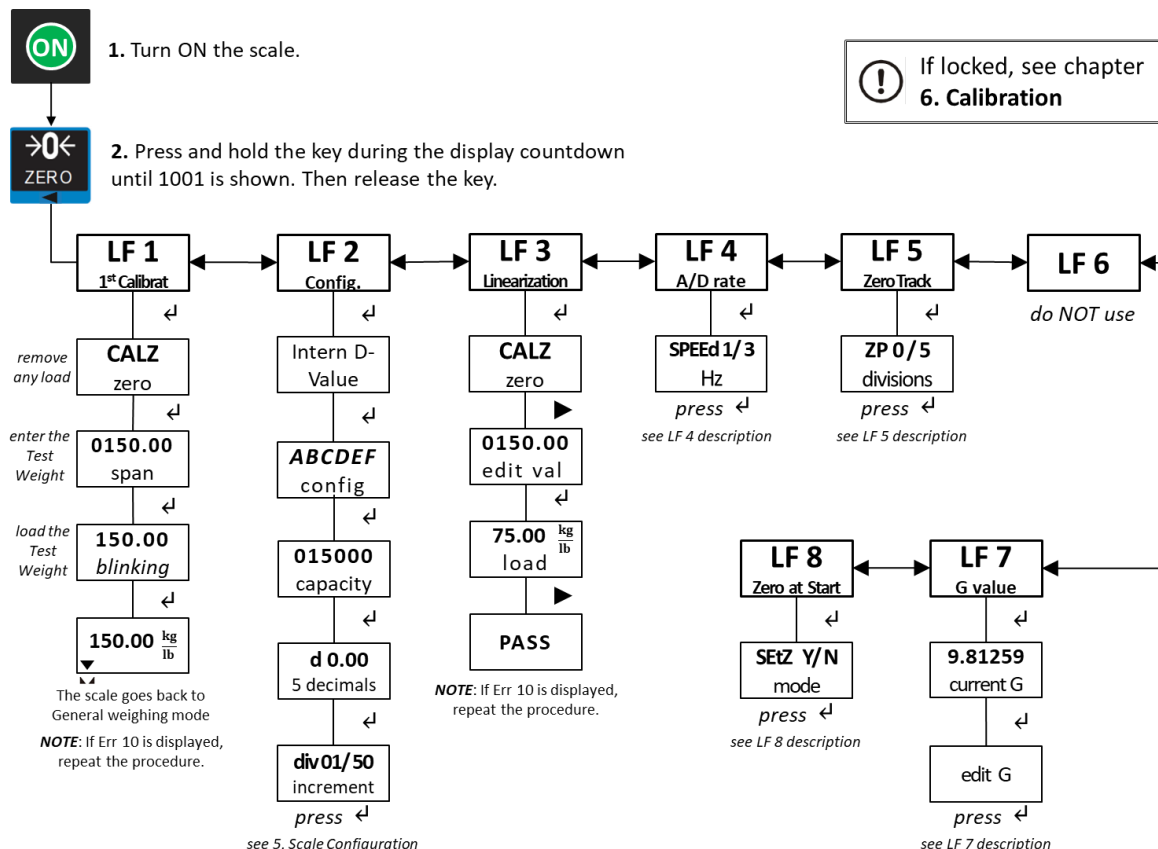 ON
1. Turn ON the scale.
If locked, see chapter
6. Calibration
→0←
ZERO
2. Press and hold the key during the display countdown
until 1001 is shown. Then release the key.
LF 1
1st Calibrat
LF 2
Config.
LF 3
Linearization
LF 4
A/D rate
LF 5
Zero Track
LF 6
do NOT use
remove
any load
CALZ
zero
enter the
Test
Weight
0150.00
span
load the
Test
Weight
150.00
blinking
150.00 kg
lb
The scale goes back to
General weighing mode
NOTE: If Err 10 is displayed,
repeat the procedure.
Intern D-
Value
ABCDEF
config
015000
capacity
d 0.00
5 decimals
div 01/50
increment
press ↲
see 5. Scale Configuration
CALZ
zero
0150.00
edit val
75.00 kg
lb
load
PASS
NOTE: If Err 10 is displayed,
repeat the procedure.
SPEEd 1/3
Hz
press ↲
see LF 4 description
ZP 0/5
divisions
press ↲
see LF 5 description
LF 8
Zero at Start
SEtZ Y/N
mode
press ↲
see LF 8 description
LF 7
G value
9.81259
current G
edit G
press ↲
see LF 7 description